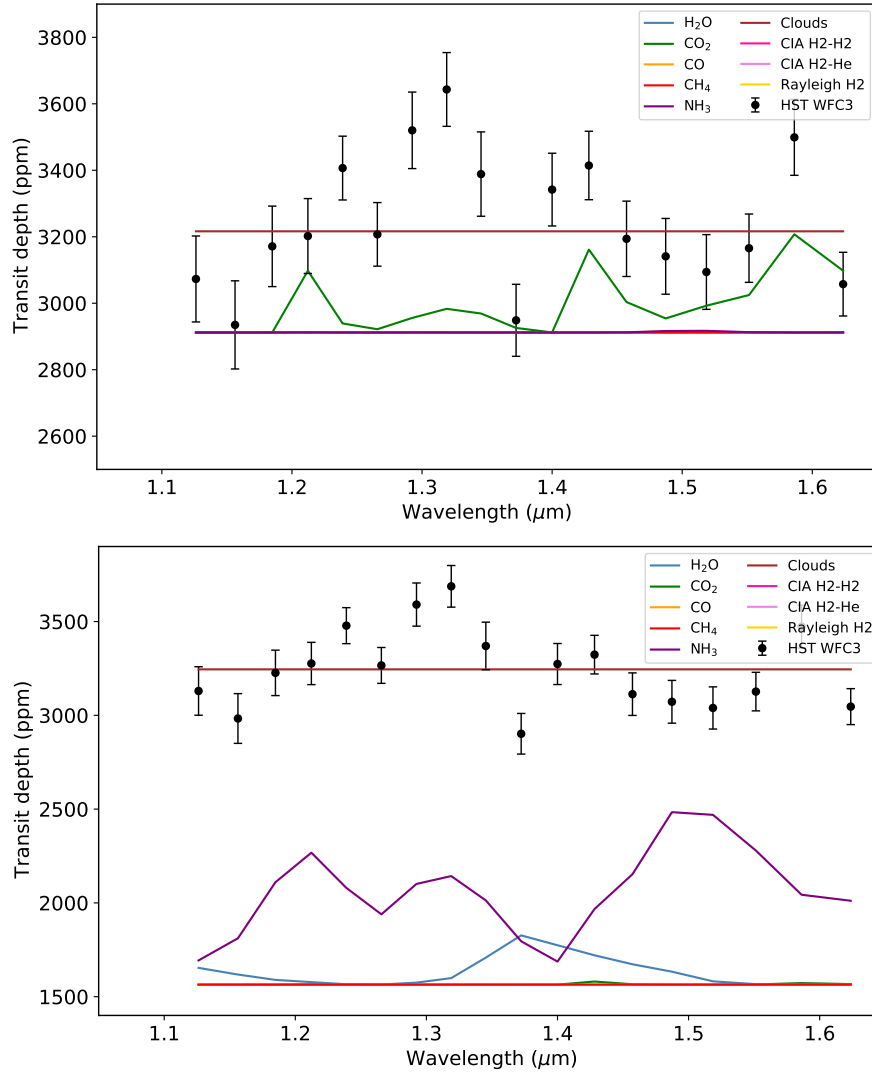 3800
3600
3400
3200
3000
2800
2600
Transit depth (ppm)
1.1 1.2 1.3 1.4 1.5 1.6
Wavelength (μm)
H₂O
CO₂
CO
CH₄
NH₃
Clouds
CIA H2-H2
CIA H2-He
Rayleigh H2
HST WFC3
3500
3000
2500
2000
1500
Transit depth (ppm)
1.1 1.2 1.3 1.4 1.5 1.6
Wavelength (μm)
H₂O
CO₂
CO
CH₄
NH₃
Clouds
CIA H2-H2
CIA H2-He
Rayleigh H2
HST WFC3